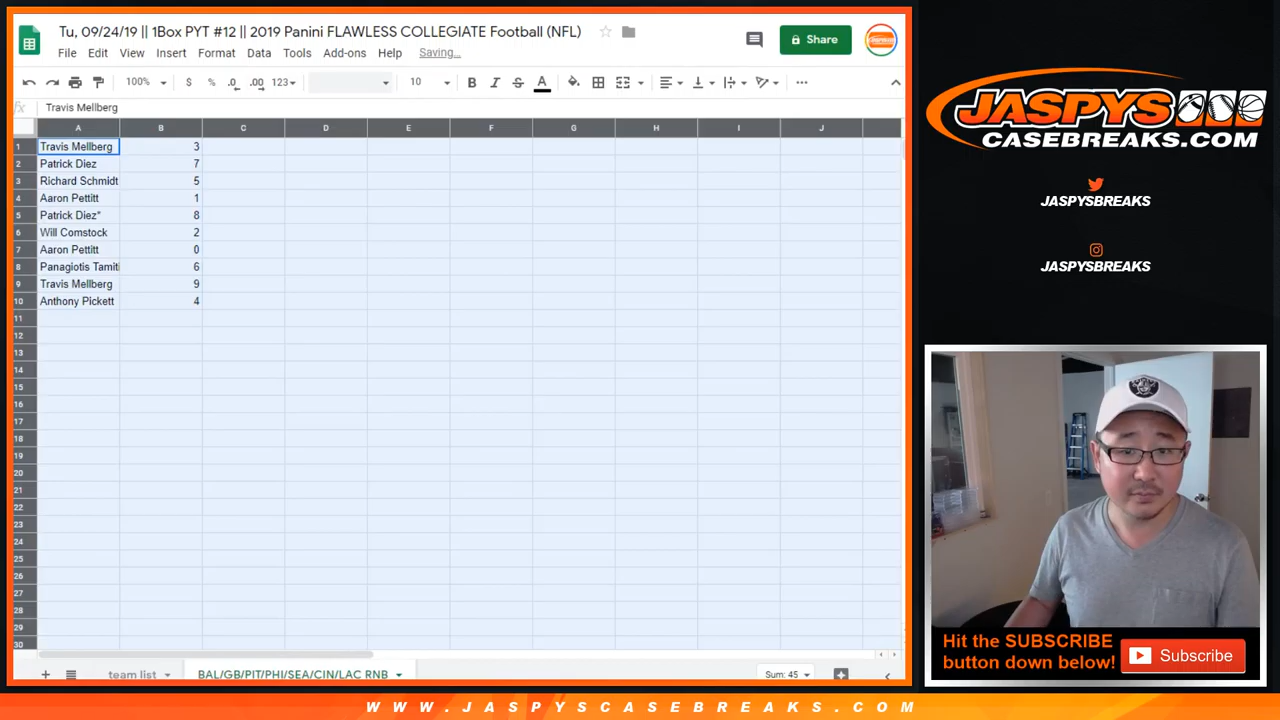 Tu, 09/24/19 || 1Box PYT #12 || 2019 Panini FLAWLESS COLLEGIATE Football (NFL)
File Edit View Insert Format Data Tools Add-ons Help Saving...
Share
100% $ % .0 .00 123 10 B I S A
fx Travis Mellberg
A B C D E F G H I J
1 Travis Mellberg 3
2 Patrick Diez 7
3 Richard Schmidt 5
4 Aaron Pettitt 1
5 Patrick Diez* 8
6 Will Comstock 2
7 Aaron Pettitt 0
8 Panagiotis Tamiti 6
9 Travis Mellberg 9
10 Anthony Pickett 4
11
12
13
14
15
16
17
18
19
20
21
22
23
24
25
26
27
28
29
30
team list BAL/GB/PIT/PHI/SEA/CIN/LAC RNB Sum: 45
JASPYS
CASEBREAKS.COM
JASPYSBREAKS
JASPYSBREAKS
Hit the SUBSCRIBE
button down below!
Subscribe
WWW.JASPYSCASEBREAKS.COM